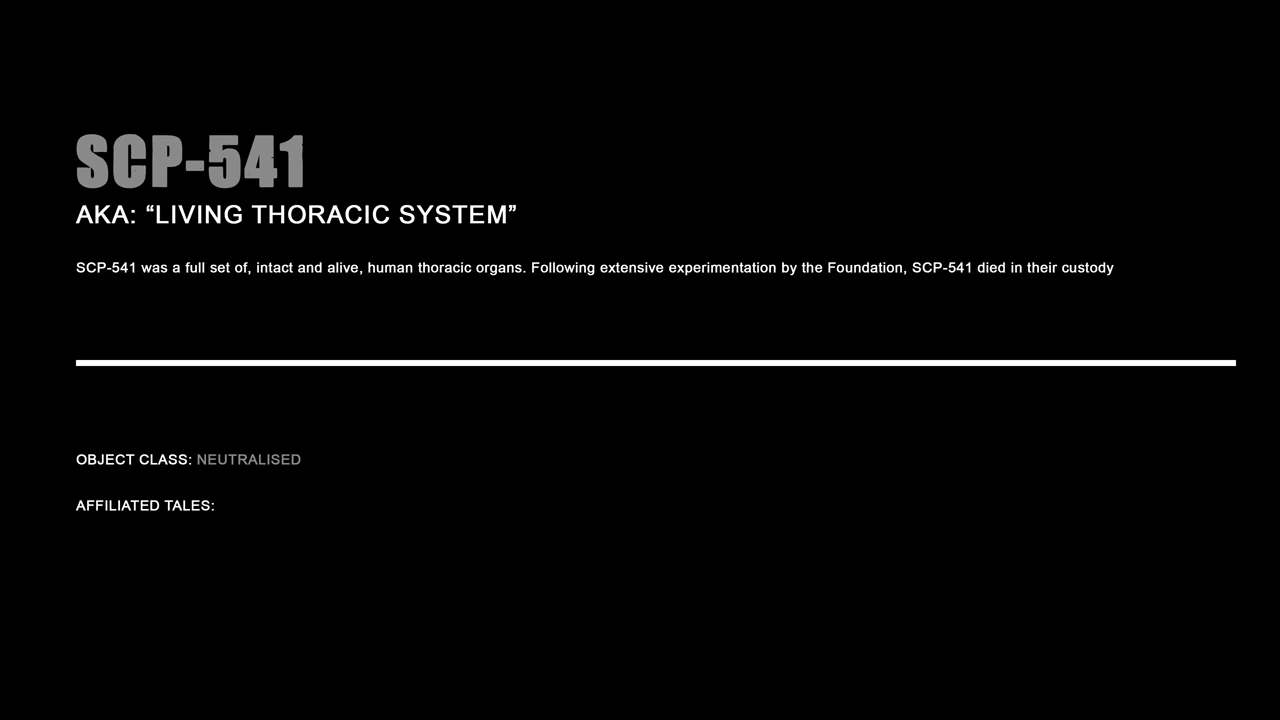 SCP-541
AKA: “LIVING THORACIC SYSTEM”
SCP-541 was a full set of, intact and alive, human thoracic organs. Following extensive experimentation by the Foundation, SCP-541 died in their custody
OBJECT CLASS: NEUTRALISED
AFFILIATED TALES: